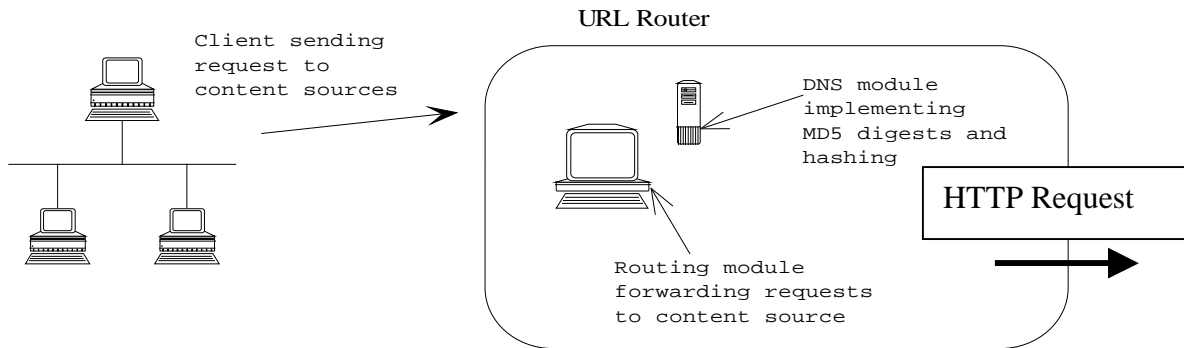 URL Router
Client sending
request to
content sources
DNS module
implementing
MD5 digests and
hashing
HTTP Request
Routing module
forwarding requests
to content source